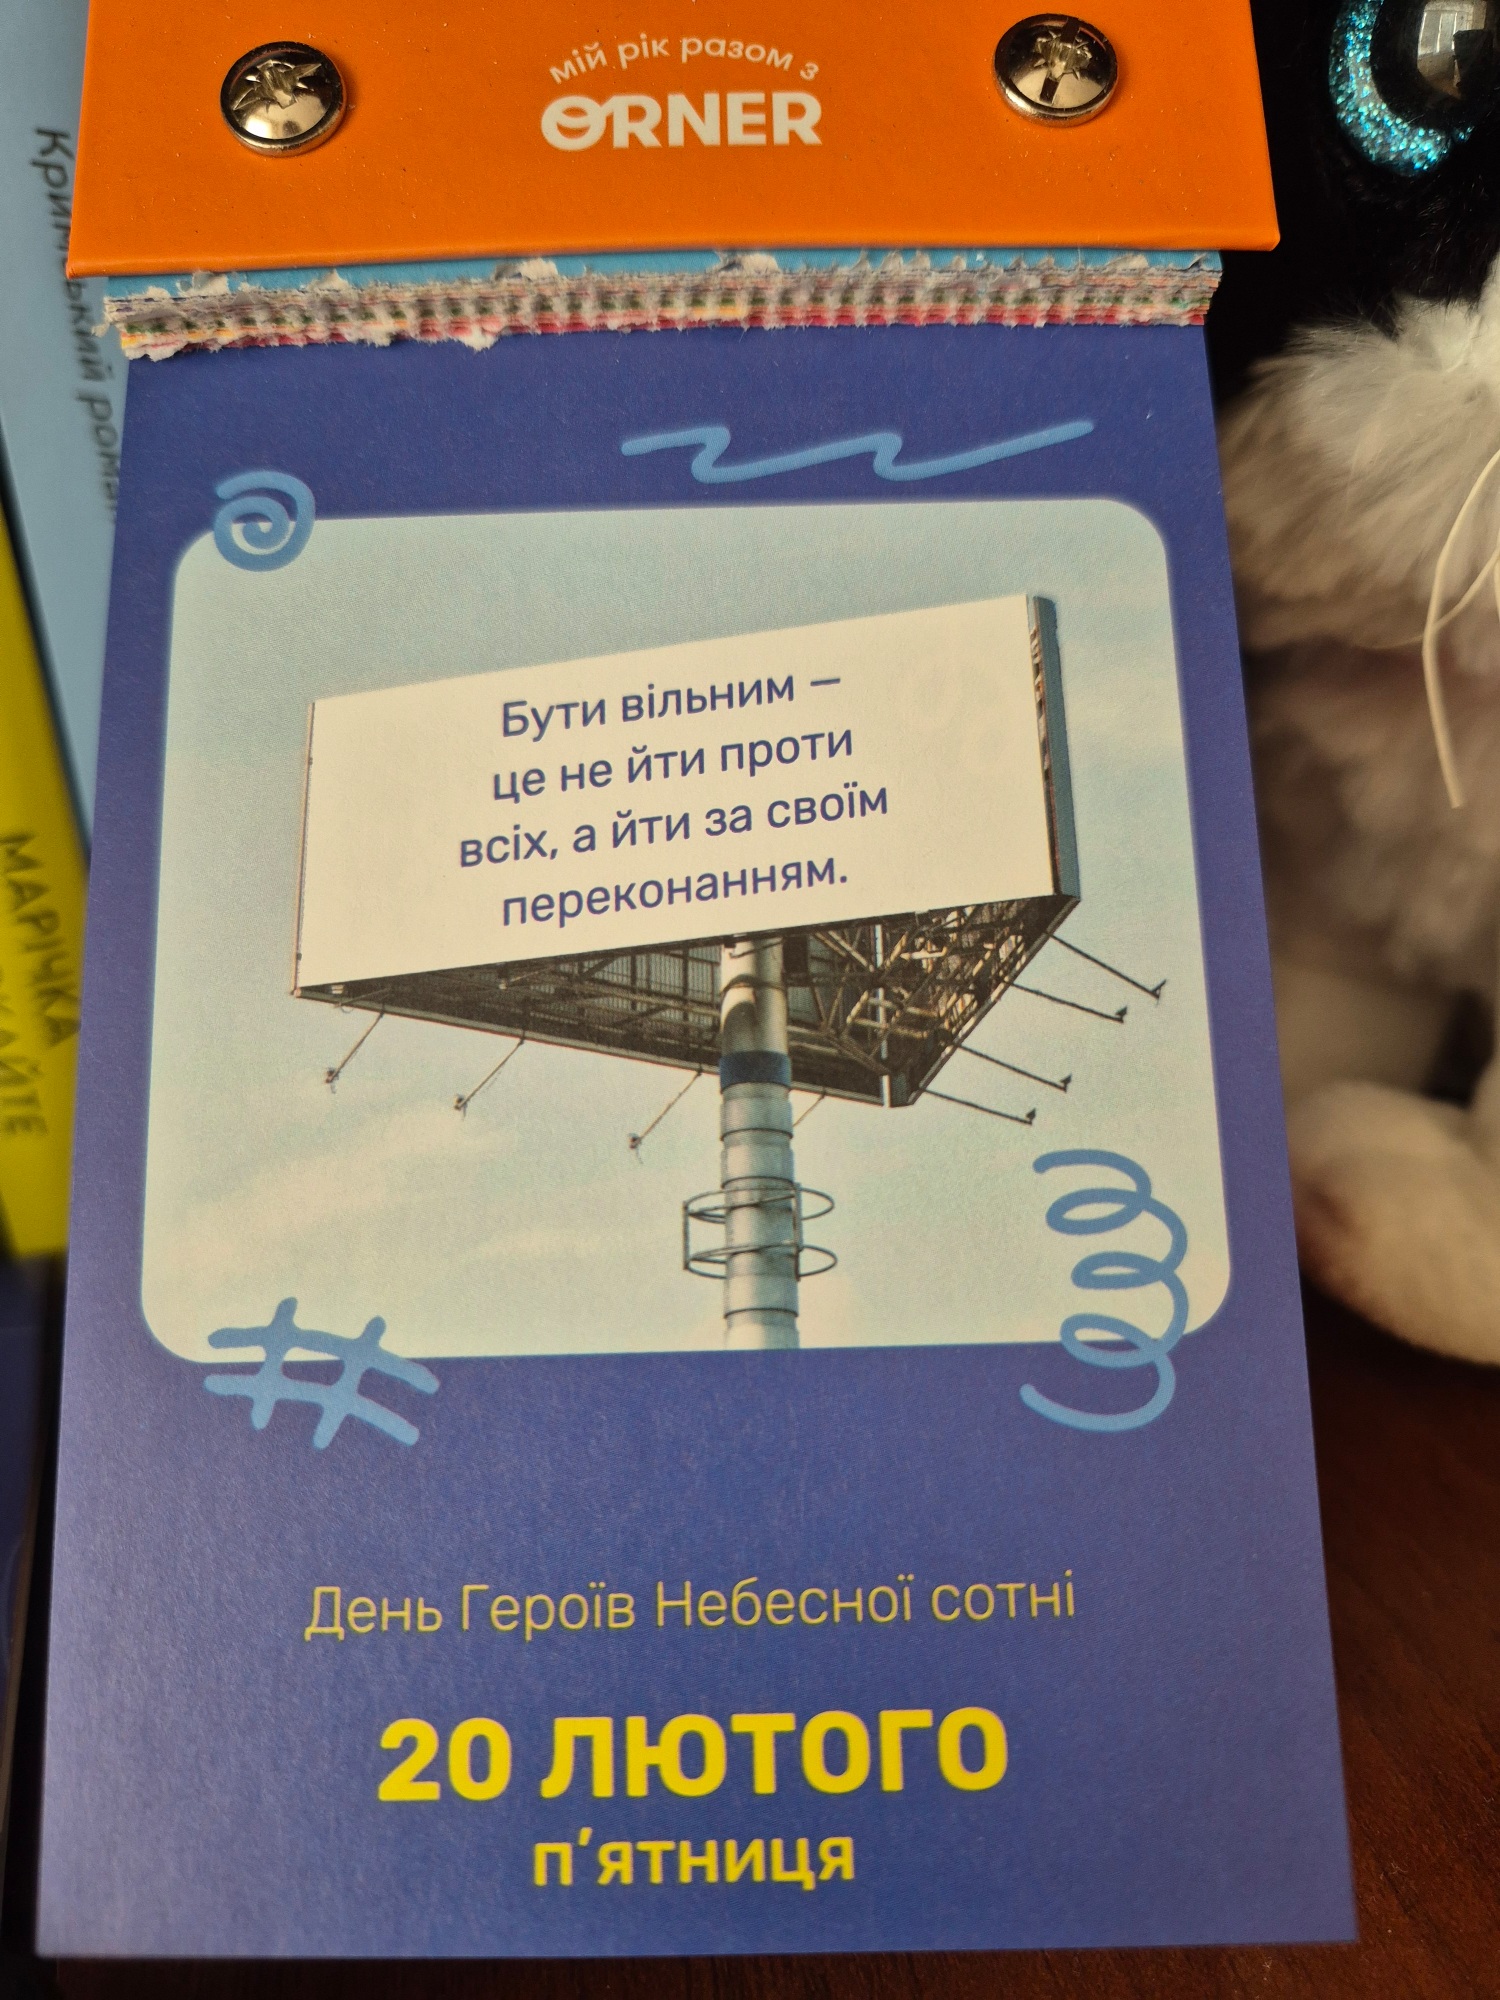 мій рік разом з
ORNER
Бути вільним —
це не йти проти
всіх, а йти за своїм
переконанням.
День Героїв Небесної сотні
20 ЛЮТОГО
п’ятниця
МАРІЧКА